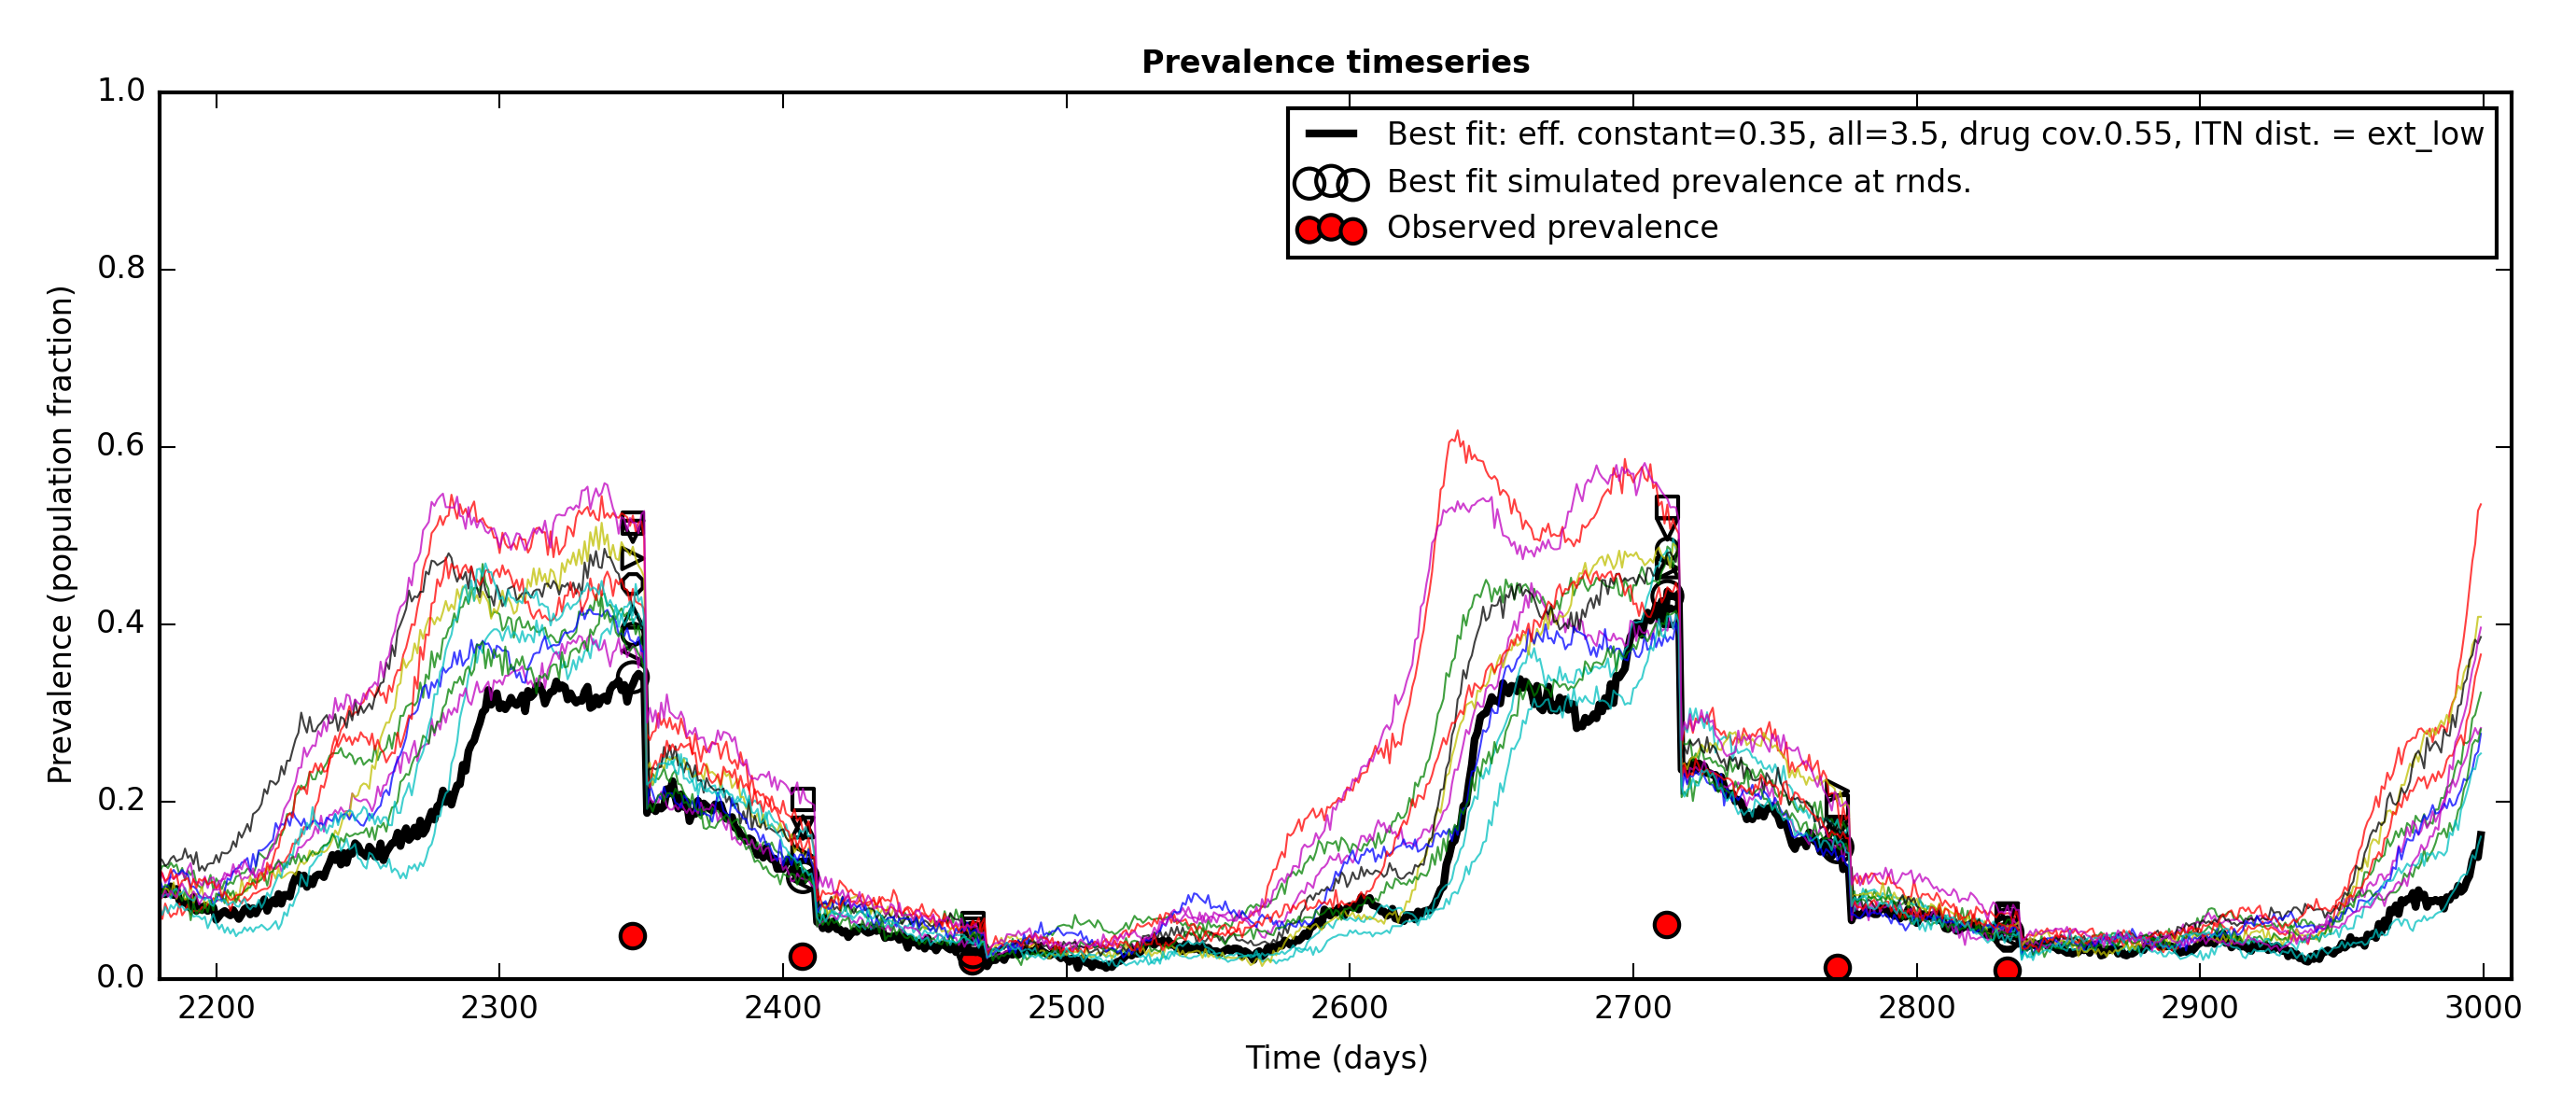 Prevalence timeseries
Best fit: eff. constant=0.35, all=3.5, drug cov.0.55, ITN dist. = ext_low
Best fit simulated prevalence at rnds.
Observed prevalence
Prevalence (population fraction)
1.0
0.8
0.6
0.4
0.2
0.0
2200 2300 2400 2500 2600 2700 2800 2900 3000
Time (days)